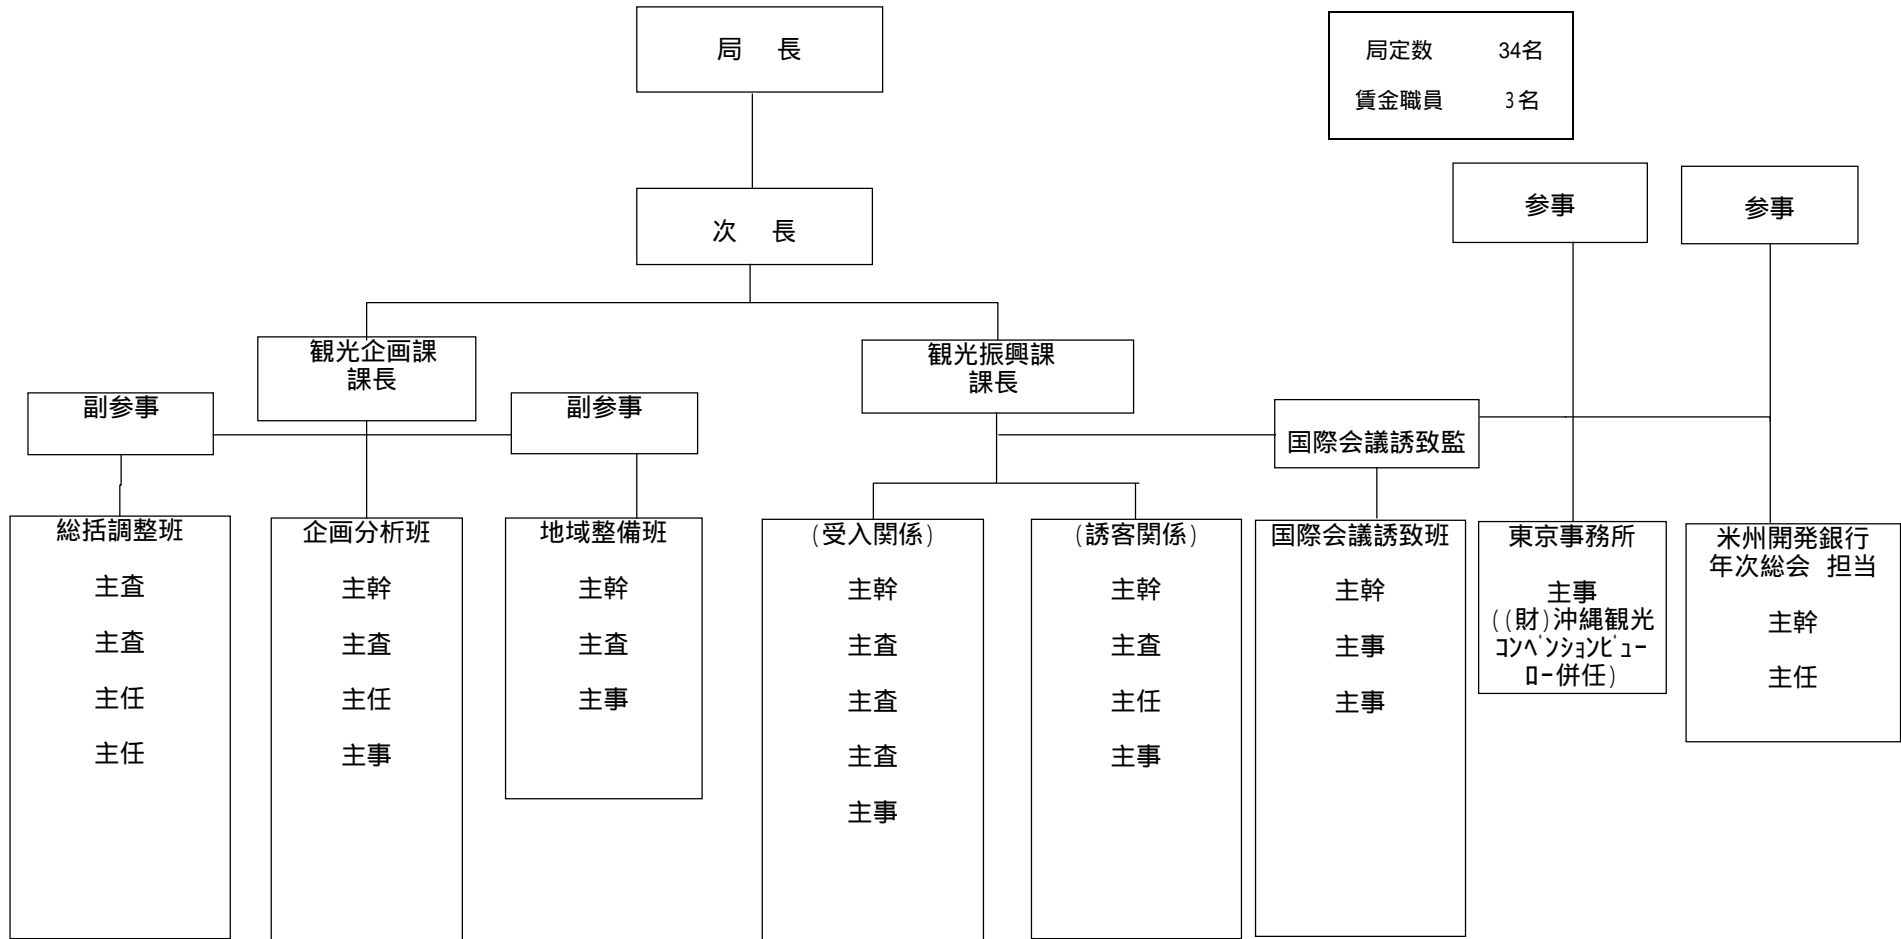 局 長
局定数 34名
賃金職員 3名
次 長
参事
参事
観光企画課
課長
観光振興課
課長
副参事
副参事
国際会議誘致監
総括調整班
主査
主査
主任
主任
企画分析班
主幹
主査
主任
主事
地域整備班
主幹
主査
主事
(受入関係)
主幹
主査
主査
主査
主事
(誘客関係)
主幹
主査
主任
主事
国際会議誘致班
主幹
主事
主事
東京事務所
主事
((財)沖縄観光
コンベンションビュー
ロー併任)
米州開発銀行
年次総会 担当
主幹
主任